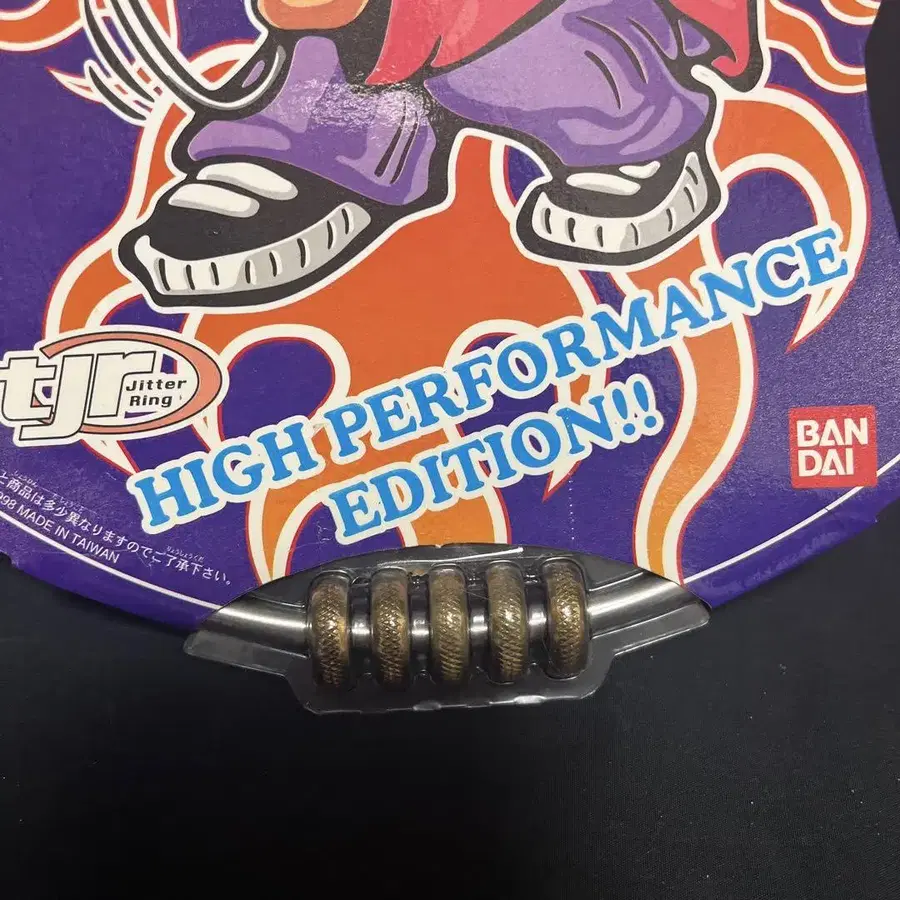 HIGH PERFORMANCE
EDITION!!
tjr
Jitter
Ring
BAN
DAI
と商品は多少異なりますのでご了承下さい。
998 MADE IN TAIWAN